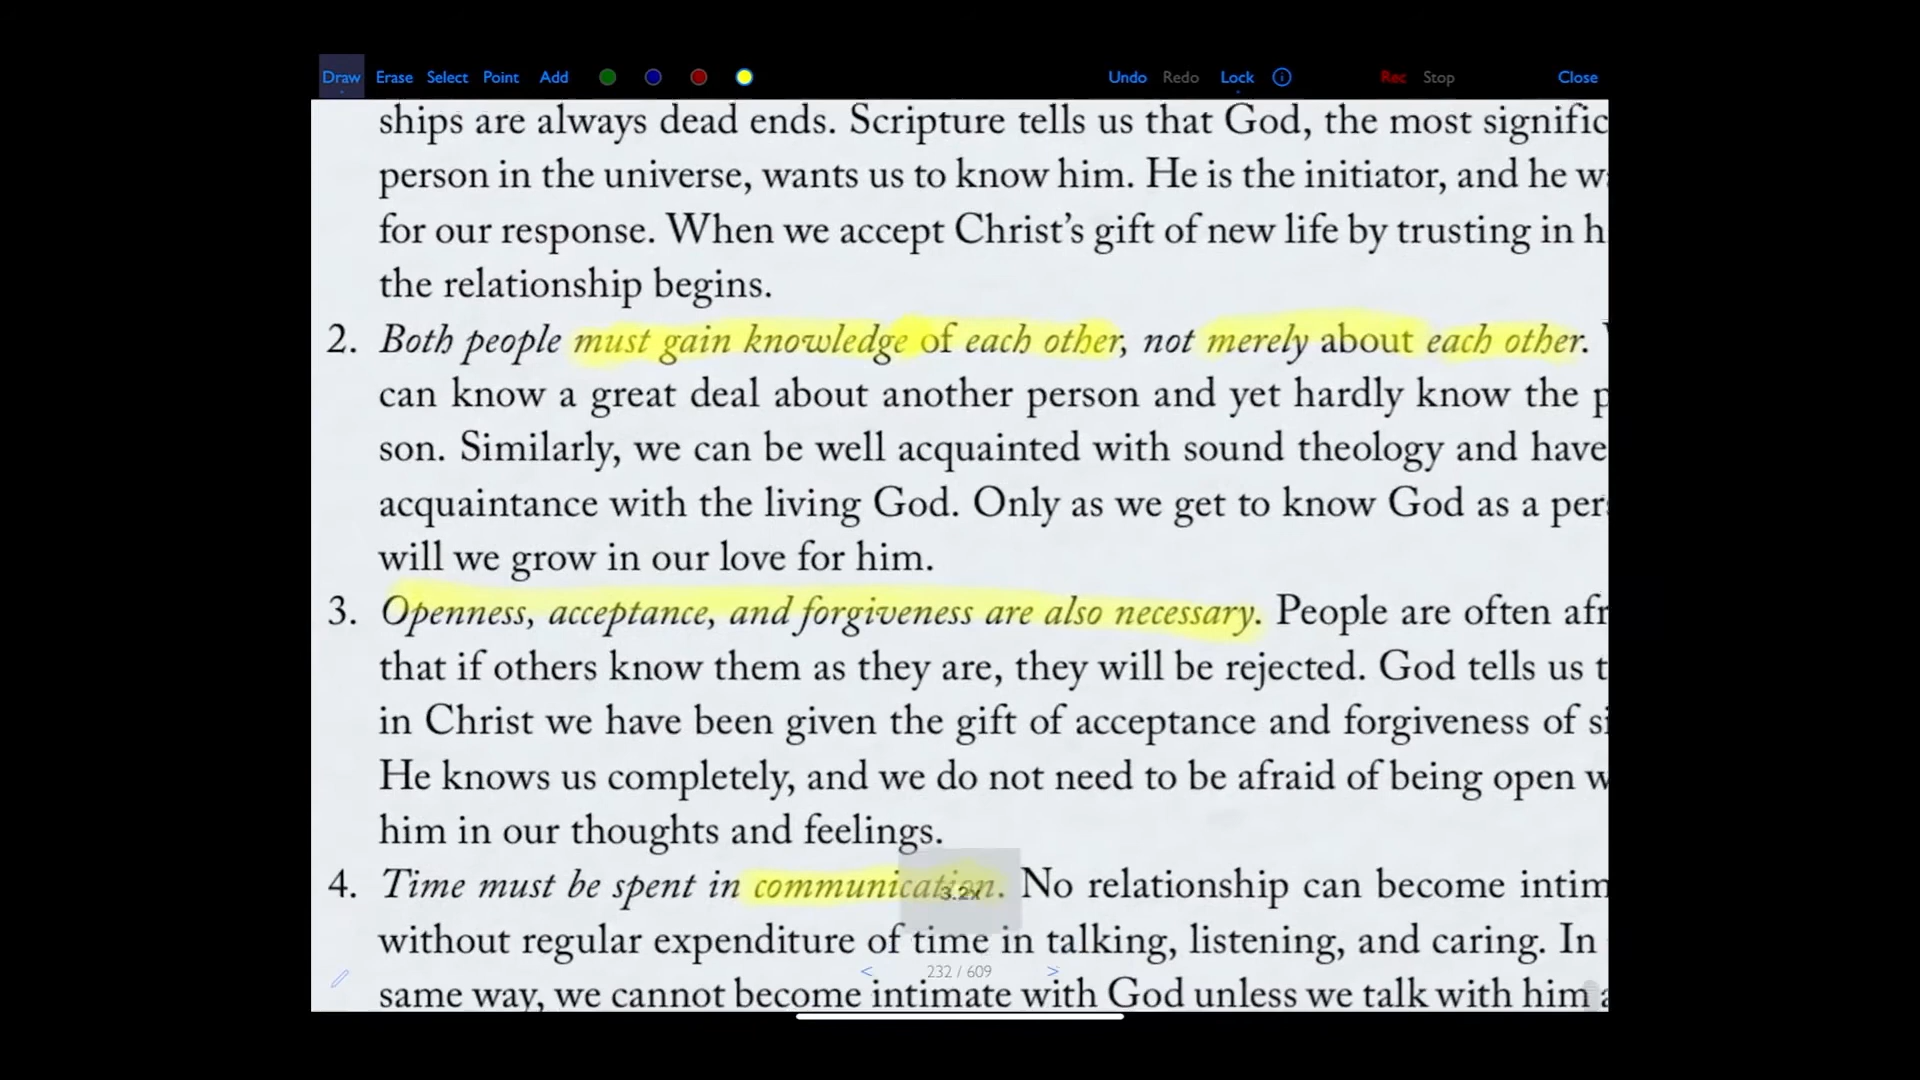 Draw Erase Select Point Add Undo Redo Lock Rec Stop Close
ships are always dead ends. Scripture tells us that God, the most signific
person in the universe, wants us to know him. He is the initiator, and he w
for our response. When we accept Christ’s gift of new life by trusting in h
the relationship begins.
2. Both people must gain knowledge of each other, not merely about each other.
can know a great deal about another person and yet hardly know the p
son. Similarly, we can be well acquainted with sound theology and have
acquaintance with the living God. Only as we get to know God as a pers
will we grow in our love for him.
3. Openness, acceptance, and forgiveness are also necessary. People are often afr
that if others know them as they are, they will be rejected. God tells us t
in Christ we have been given the gift of acceptance and forgiveness of si
He knows us completely, and we do not need to be afraid of being open w
him in our thoughts and feelings.
4. Time must be spent in communication. No relationship can become intim
3.2x
without regular expenditure of time in talking, listening, and caring. In
< 232 / 609 >
same way, we cannot become intimate with God unless we talk with him a